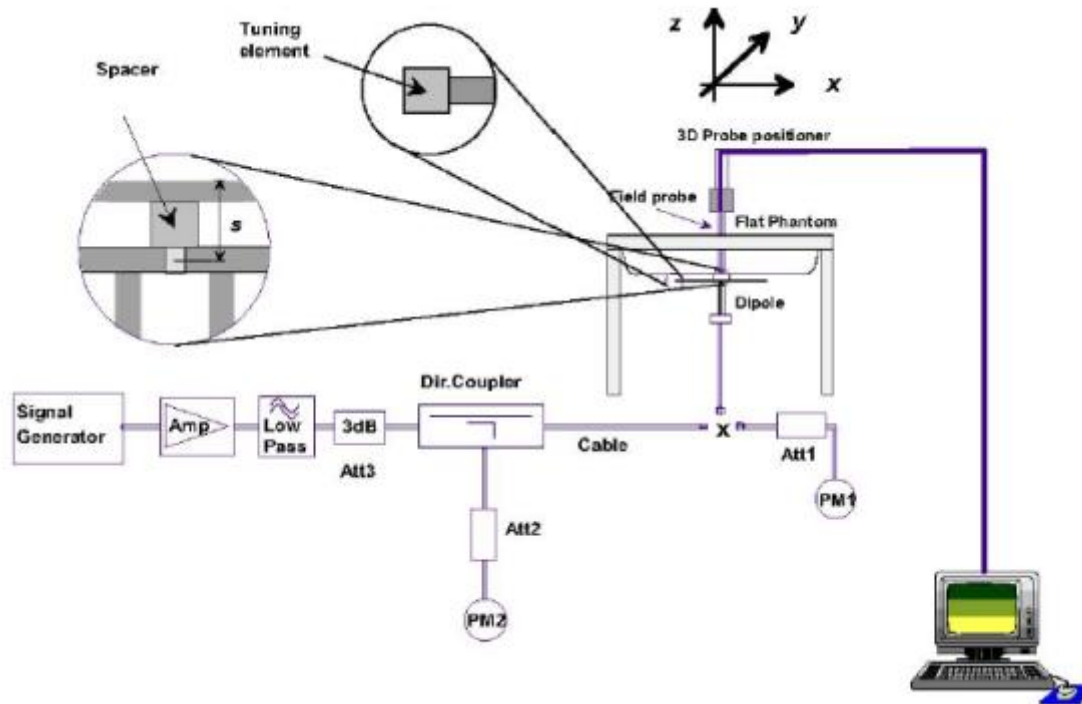 Tuning
element
Spacer
s
z
y
x
3D Probe positioner
Field probe
Flat Phantom
Dipole
Signal
Generator
Amp
Low
Pass
3dB
Att3
Dir.Coupler
Cable
x
Att1
PM1
Att2
PM2